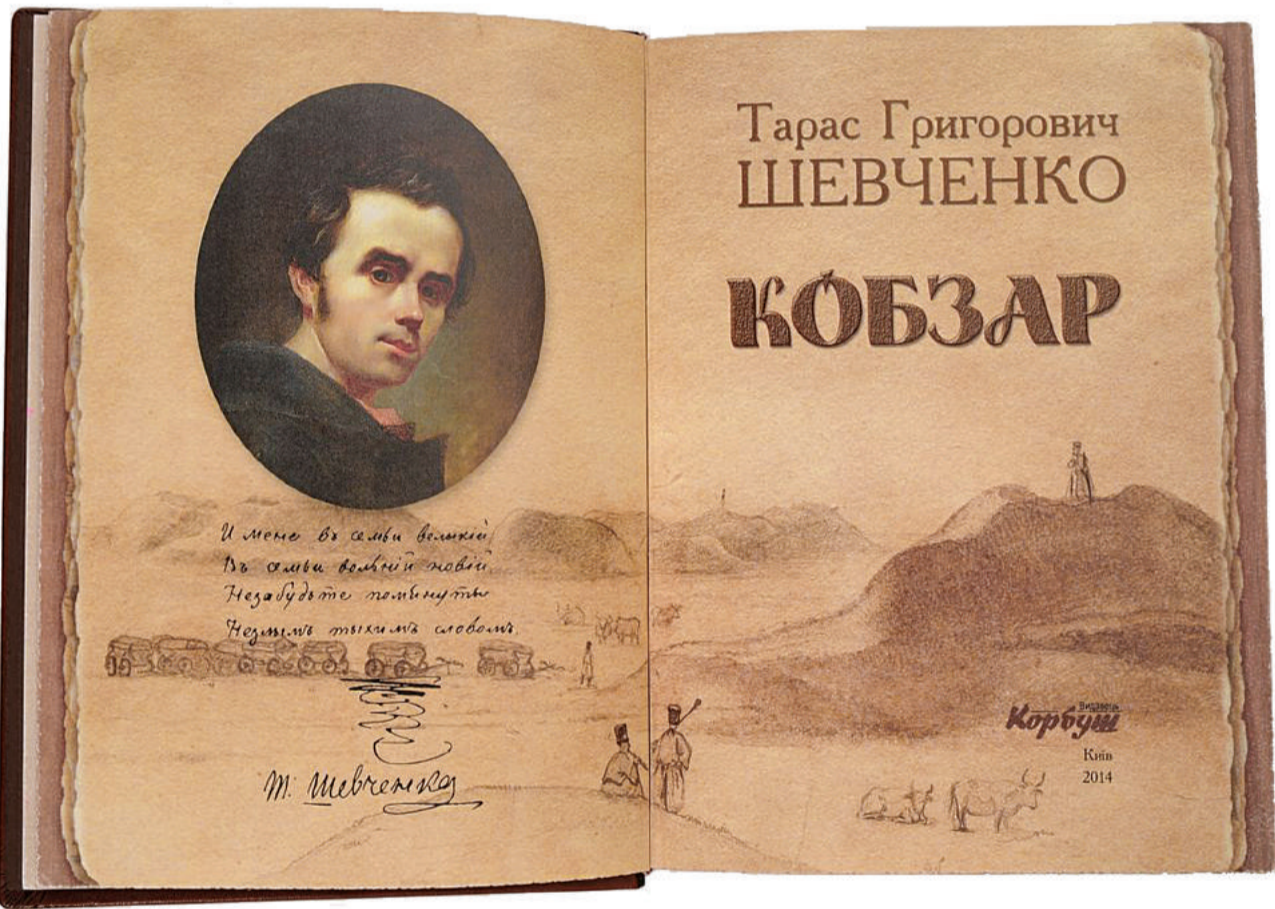 И мене въ семьи великій
Въ семьи вольній новій
Незабудьте помянуты
Незлымъ тыхимъ словомъ.
Т. Шевченко
Тарас Григорович
ШЕВЧЕНКО
КОБЗАР
Видавець
Корбуш
Київ
2014